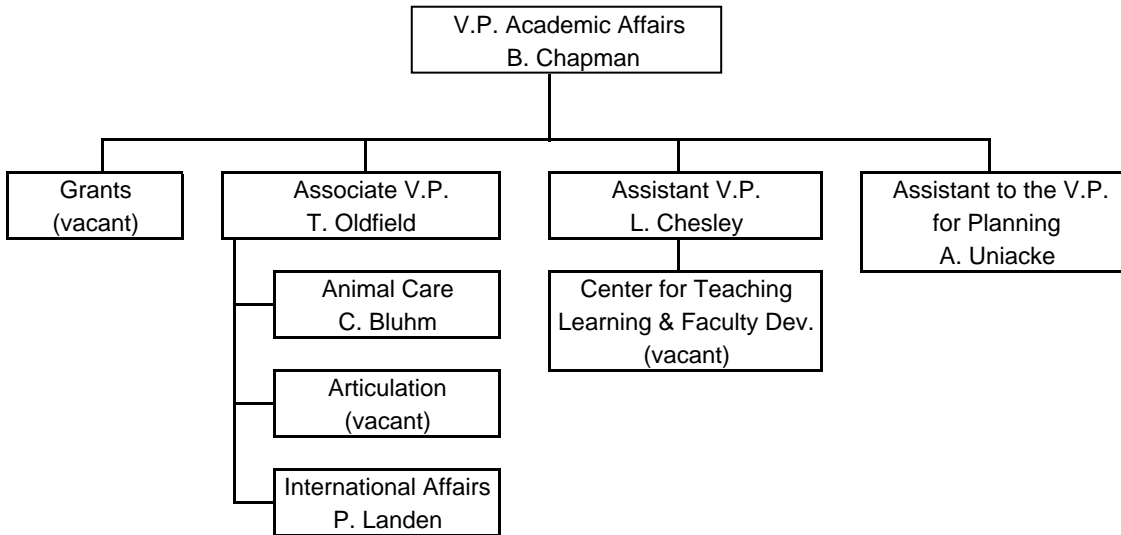 V.P. Academic Affairs
B. Chapman
Grants
(vacant)
Associate V.P.
T. Oldfield
Assistant V.P.
L. Chesley
Assistant to the V.P.
for Planning
A. Uniacke
Animal Care
C. Bluhm
Center for Teaching
Learning & Faculty Dev.
(vacant)
Articulation
(vacant)
International Affairs
P. Landen